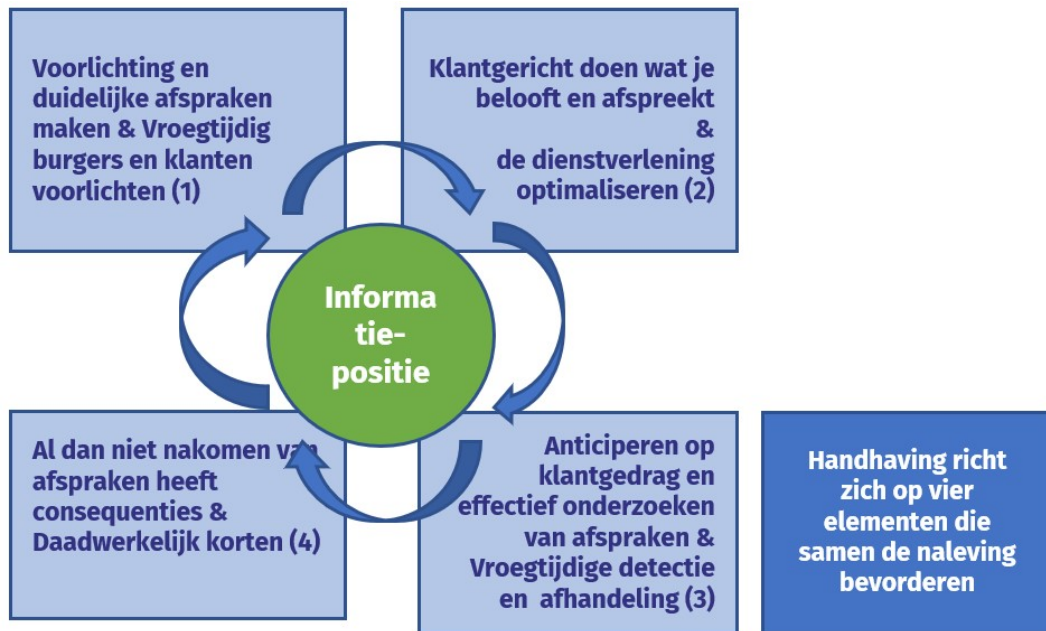 Voorlichting en
duidelijke afspraken
maken & Vroegtijdig
burgers en klanten
voorlichten (1)
Klantgericht doen wat je
belooft en afspreekt
&
de dienstverlening
optimaliseren (2)
Informa
tie-
positie
Al dan niet nakomen van
afspraken heeft
consequenties &
Daadwerkelijk korten (4)
Anticiperen op
klantgedrag en
effectief onderzoeken
van afspraken &
Vroegtijdige detectie
en afhandeling (3)
Handhaving richt
zich op vier
elementen die
samen de naleving
bevorderen